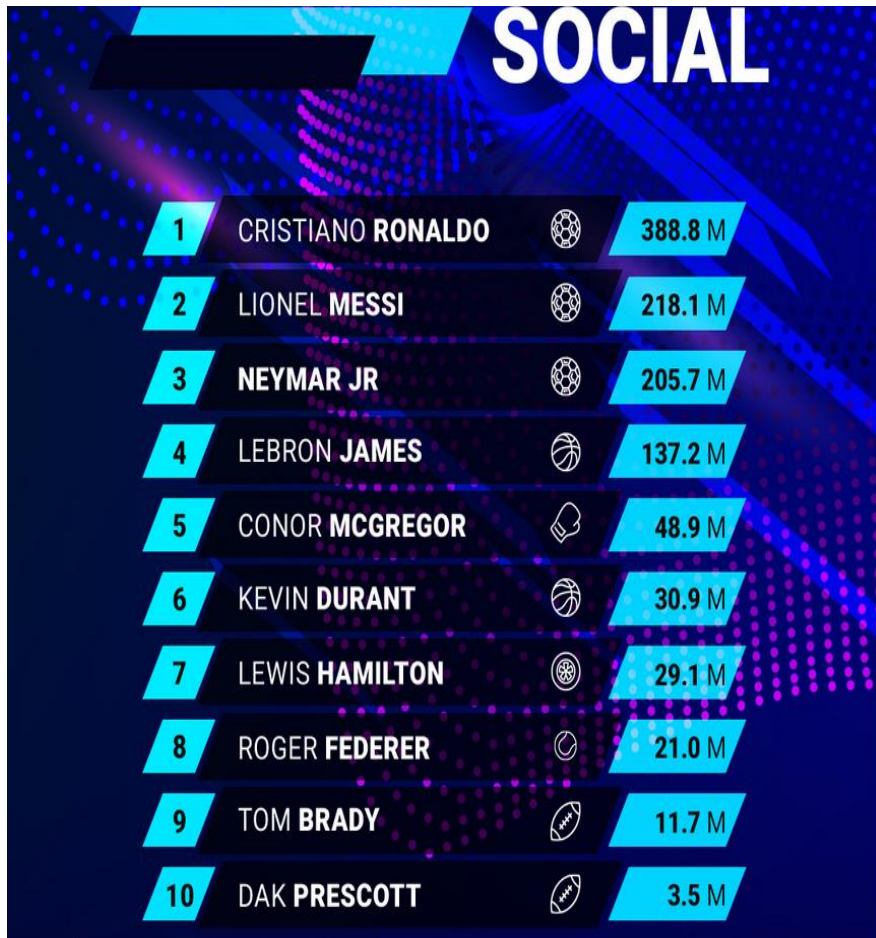 SOCIAL
1 CRISTIANO RONALDO 388.8 M
2 LIONEL MESSI 218.1 M
3 NEYMAR JR 205.7 M
4 LEBRON JAMES 137.2 M
5 CONOR MCGREGOR 48.9 M
6 KEVIN DURANT 30.9 M
7 LEWIS HAMILTON 29.1 M
8 ROGER FEDERER 21.0 M
9 TOM BRADY 11.7 M
10 DAK PRESCOTT 3.5 M